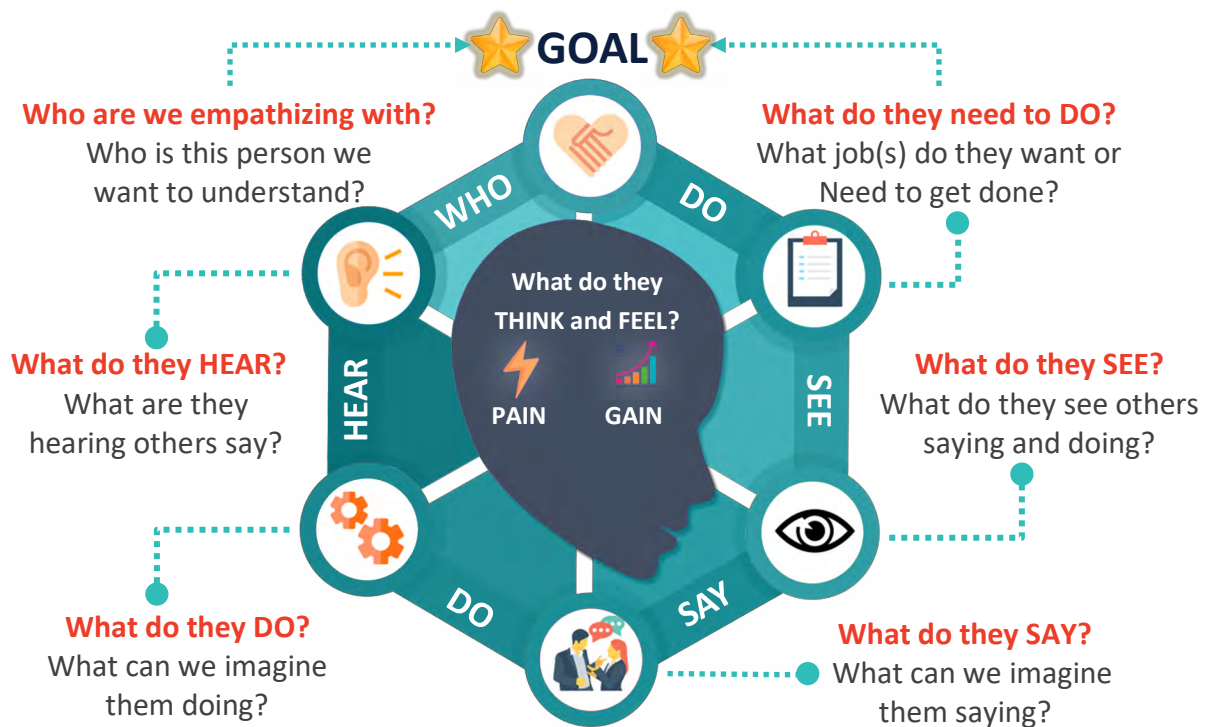 GOAL
Who are we empathizing with?
Who is this person we
want to understand?
What do they need to DO?
What job(s) do they want or
Need to get done?
WHO
DO
What do they
THINK and FEEL?
PAIN
GAIN
What do they HEAR?
What are they
hearing others say?
HEAR
SEE
What do they SEE?
What do they see others
saying and doing?
DO
SAY
What do they DO?
What can we imagine
them doing?
What do they SAY?
What can we imagine
them saying?